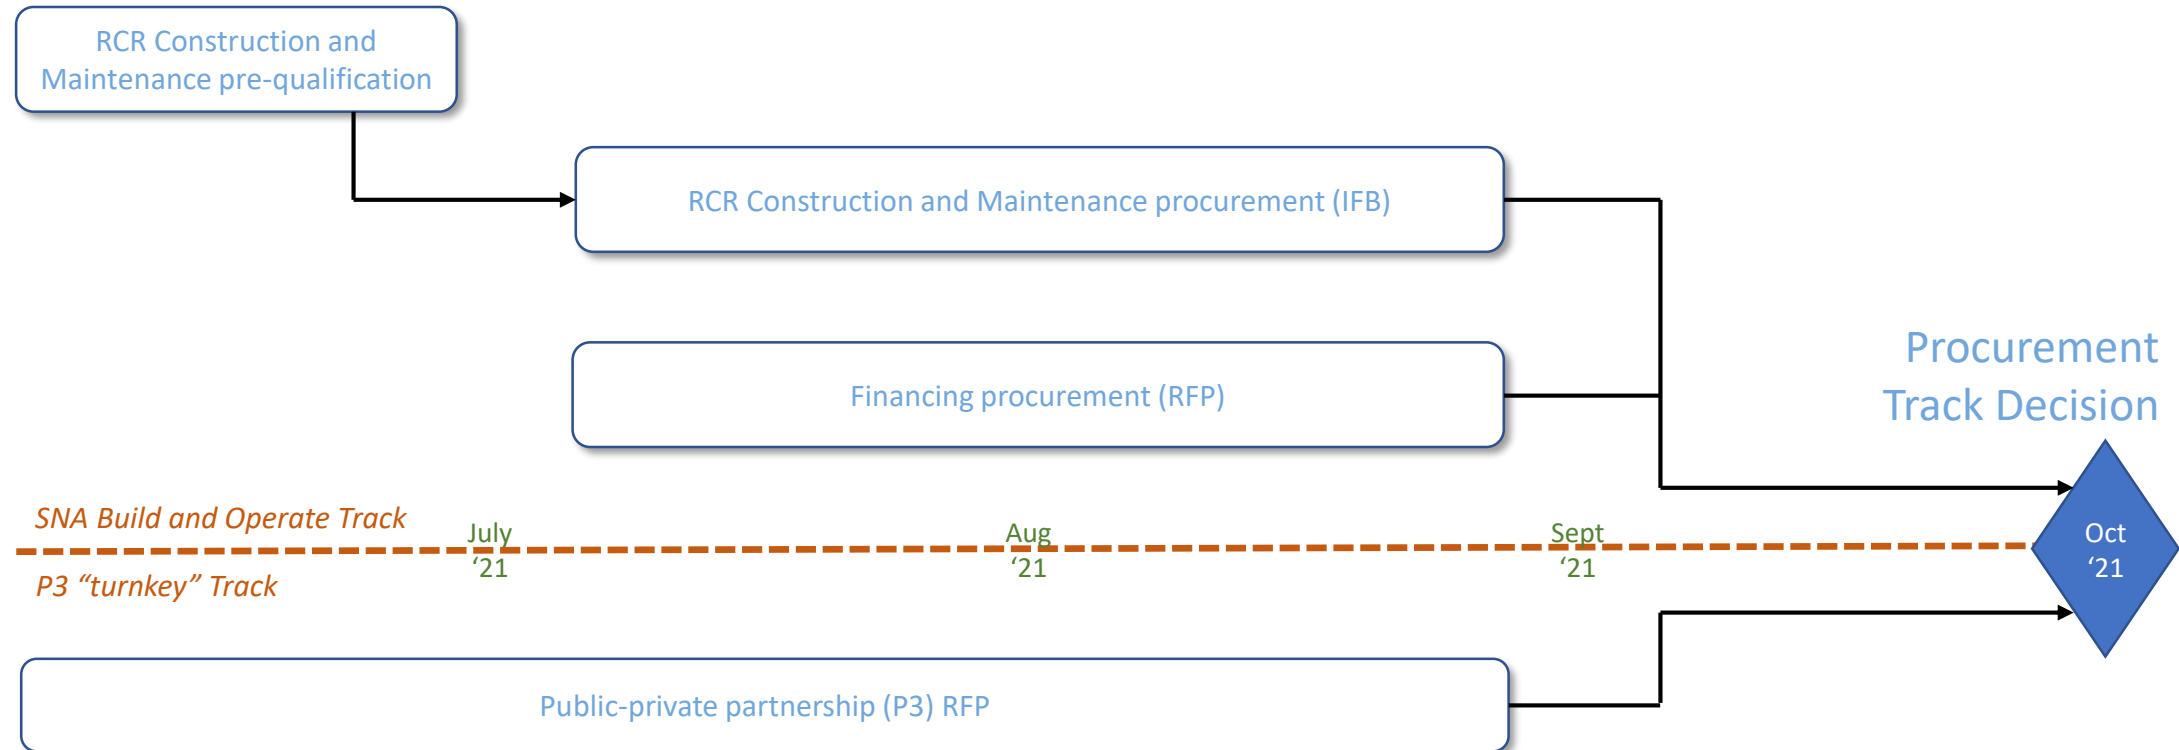 RCR Construction and
Maintenance pre-qualification
RCR Construction and Maintenance procurement (IFB)
Financing procurement (RFP)
Procurement
Track Decision
SNA Build and Operate Track
July
‘21
Aug
‘21
Sept
‘21
Oct
‘21
P3 “turnkey” Track
Public-private partnership (P3) RFP